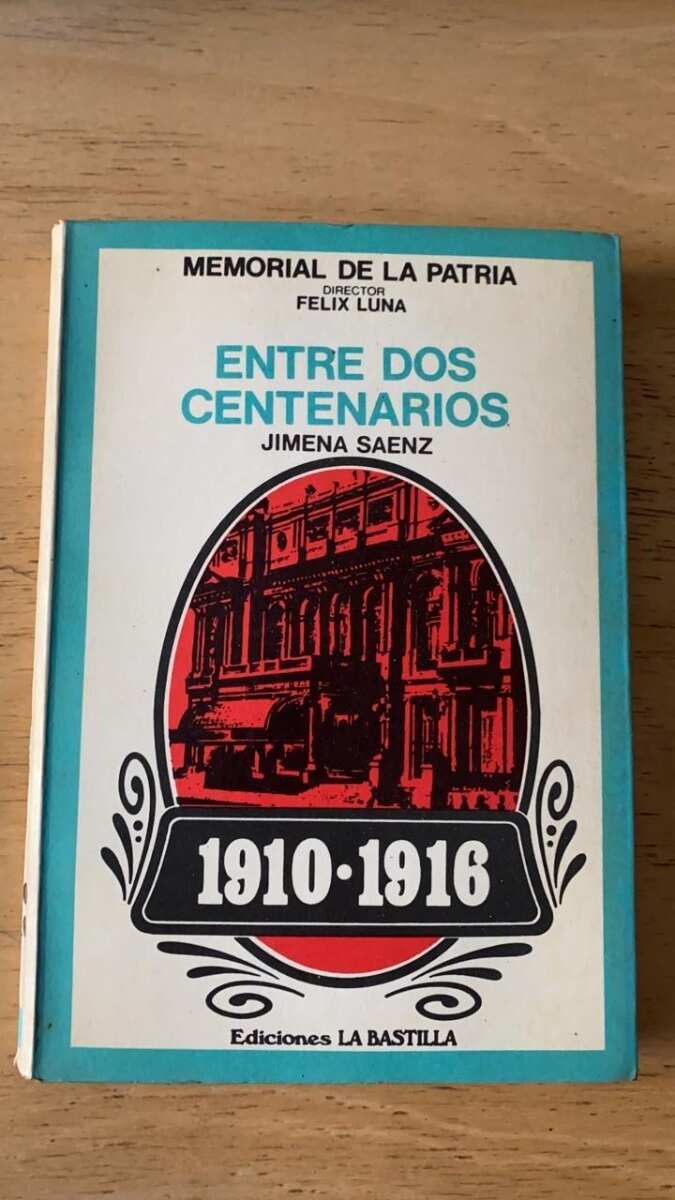 MEMORIAL DE LA PATRIA
DIRECTOR
FELIX LUNA
ENTRE DOS
CENTENARIOS
JIMENA SAENZ
1910·1916
Ediciones LA BASTILLA